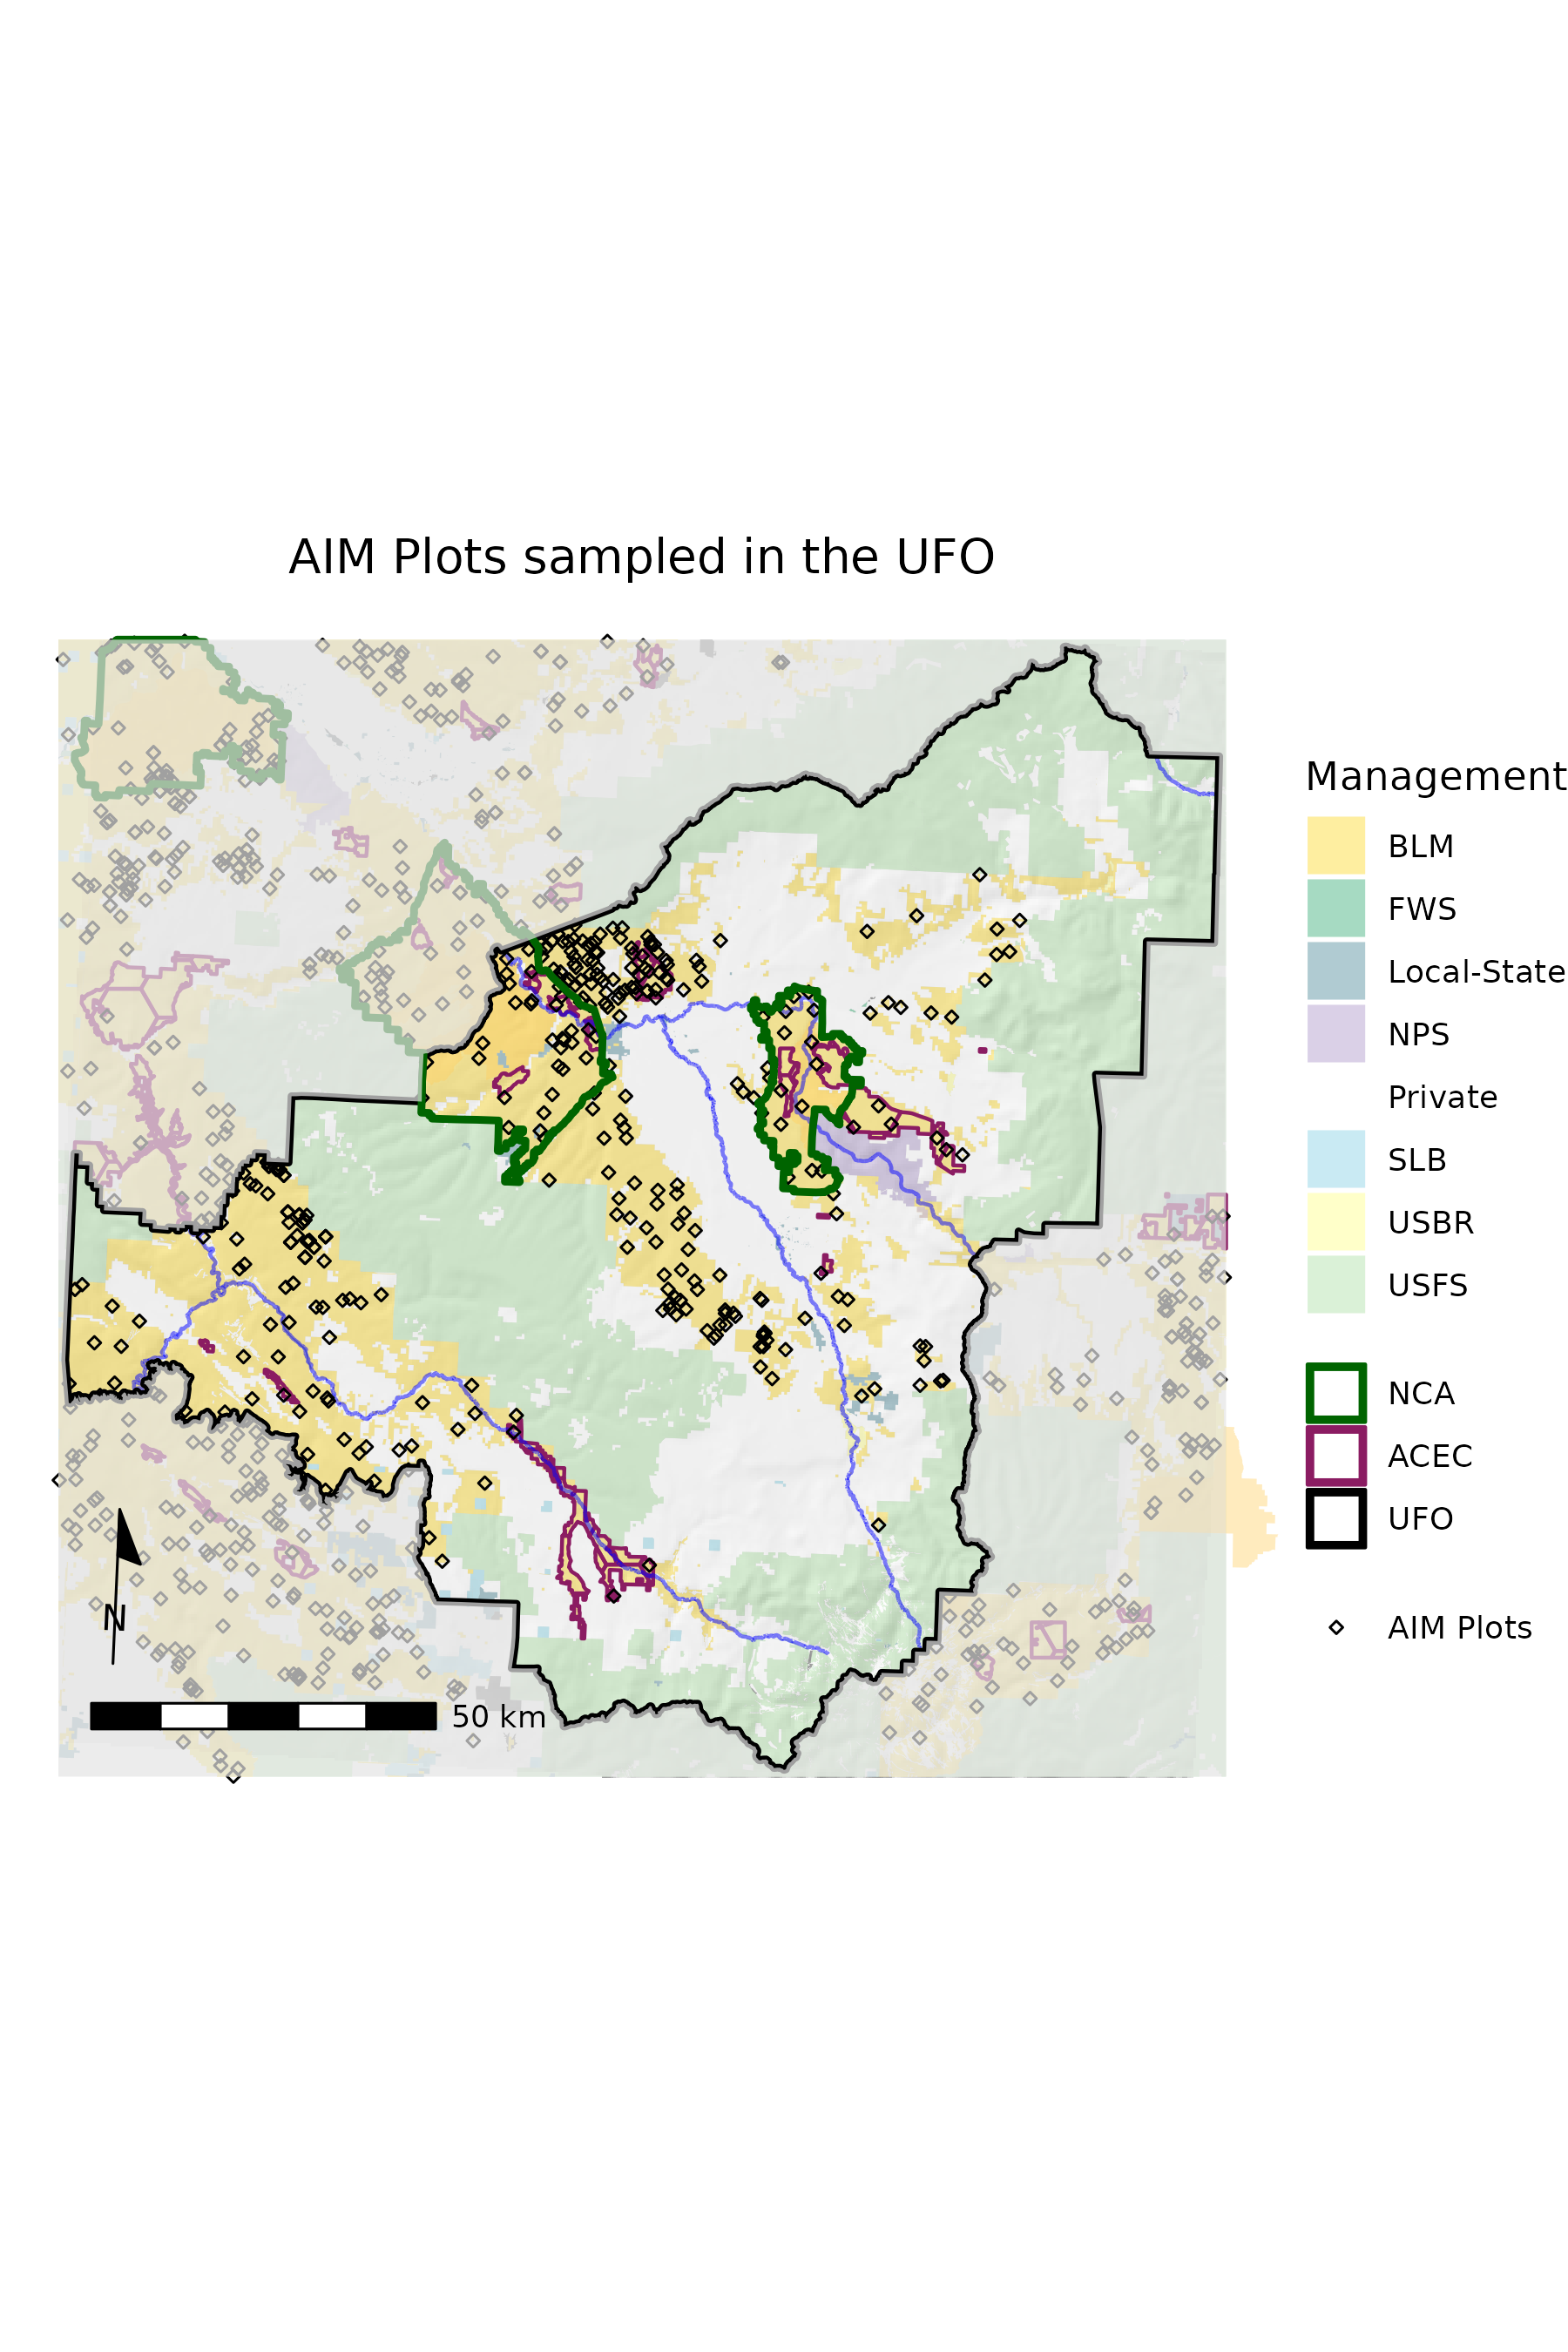 AIM Plots sampled in the UFO
Management
BLM
FWS
Local-State
NPS
Private
SLB
USBR
USFS
NCA
ACEC
UFO
AIM Plots
N
50 km